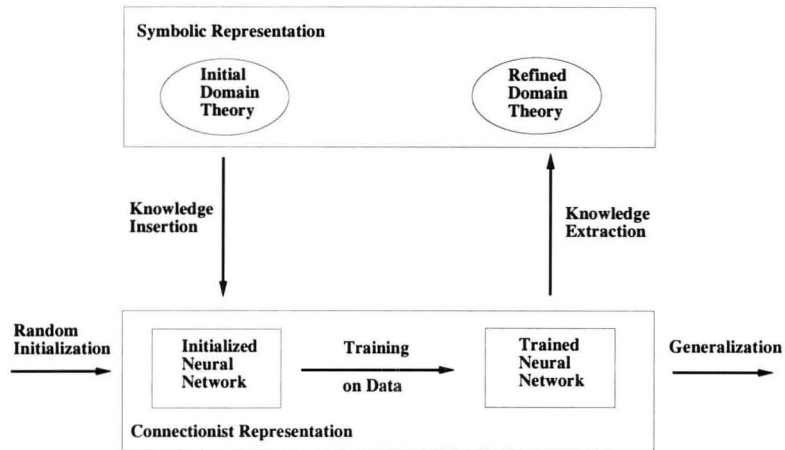 Symbolic Representation
Initial
Domain
Theory
Refined
Domain
Theory
Knowledge
Insertion
Knowledge
Extraction
Random
Initialization
Initialized
Neural
Network
Training
on Data
Trained
Neural
Network
Generalization
Connectionist Representation